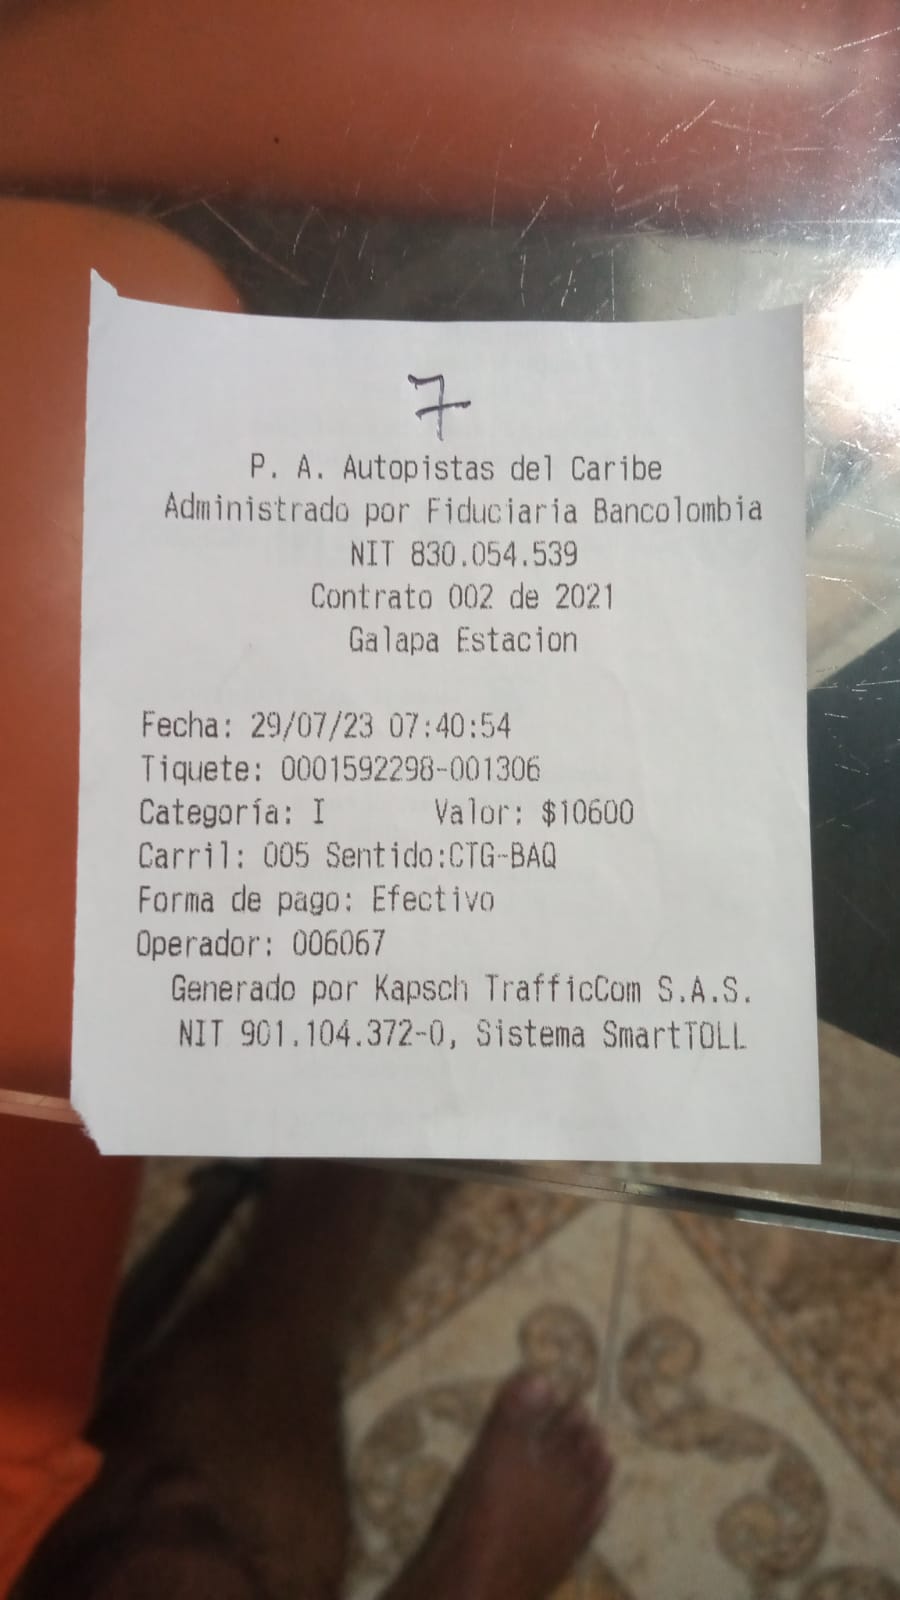 7
P. A. Autopistas del Caribe
Administrado por Fiduciaria Bancolombia
NIT 830.054.539
Contrato 002 de 2021
Galapa Estacion
Fecha: 29/07/23 07:40:54
Tiquete: 0001592298-001306
Categoría: I Valor: $10600
Carril: 005 Sentido:CTG-BAQ
Forma de pago: Efectivo
Operador: 006067
Generado por Kapsch TrafficCom S.A.S.
NIT 901.104.372-0, Sistema SmartTOLL